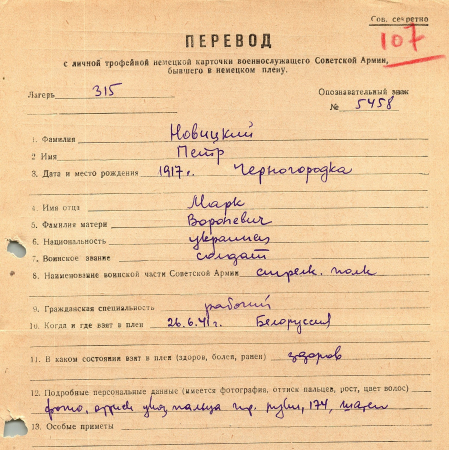 Сов. секретно
107
ПЕРЕВОД
с личной трофейной немецкой карточки военнослужащего Советской Армии,
бывшего в немецком плену.
Лагерь 315 Опознавательный знак
№ 5458
1. Фамилия Новицкий
2 Имя Петр
3. Дата и место рождения 1917 г. Черногородка
4. Имя отца Марк
5. Фамилия матери Вороневич
6. Национальность украинец
7. Воинское звание солдат
8. Наименование воинской части Советской Армии стрелк. полк
9. Гражданская специальность рабочий
10. Когда и где взят в плен 26.6.41 г. Белоруссия
11. В каком состоянии взят в плен (здоров, болен, ранен) здоров
12. Подробные персональные данные (имеется фотография, оттиск пальцев, рост, цвет волос)
фото, оттиск указ. пальца пр. руки, 174, шатен
13. Особые приметы